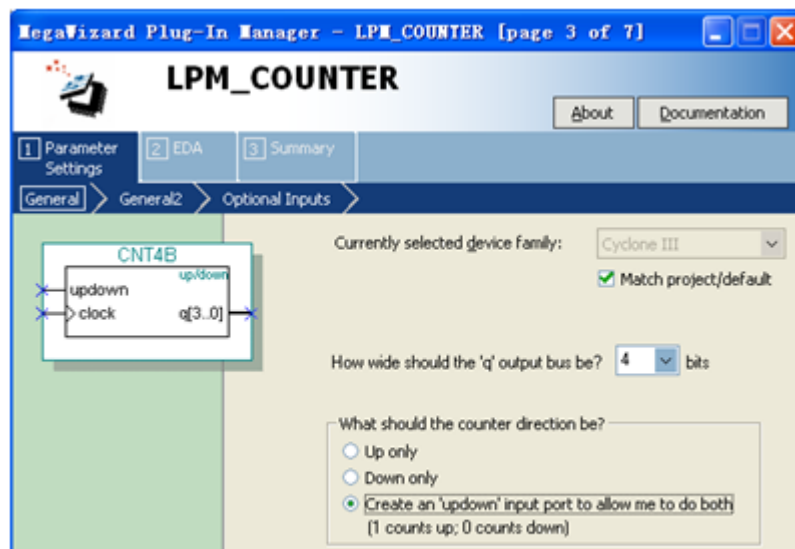 MegaWizard Plug-In Manager - LPM_COUNTER [page 3 of 7]
LPM_COUNTER
About
Documentation
1 Parameter Settings
2 EDA
3 Summary
General
General2
Optional Inputs
CNT4B
up/down
updown
clock
q[3..0]
Currently selected device family:
Cyclone III
Match project/default
How wide should the 'q' output bus be?
4
bits
What should the counter direction be?
Up only
Down only
Create an 'updown' input port to allow me to do both
(1 counts up; 0 counts down)